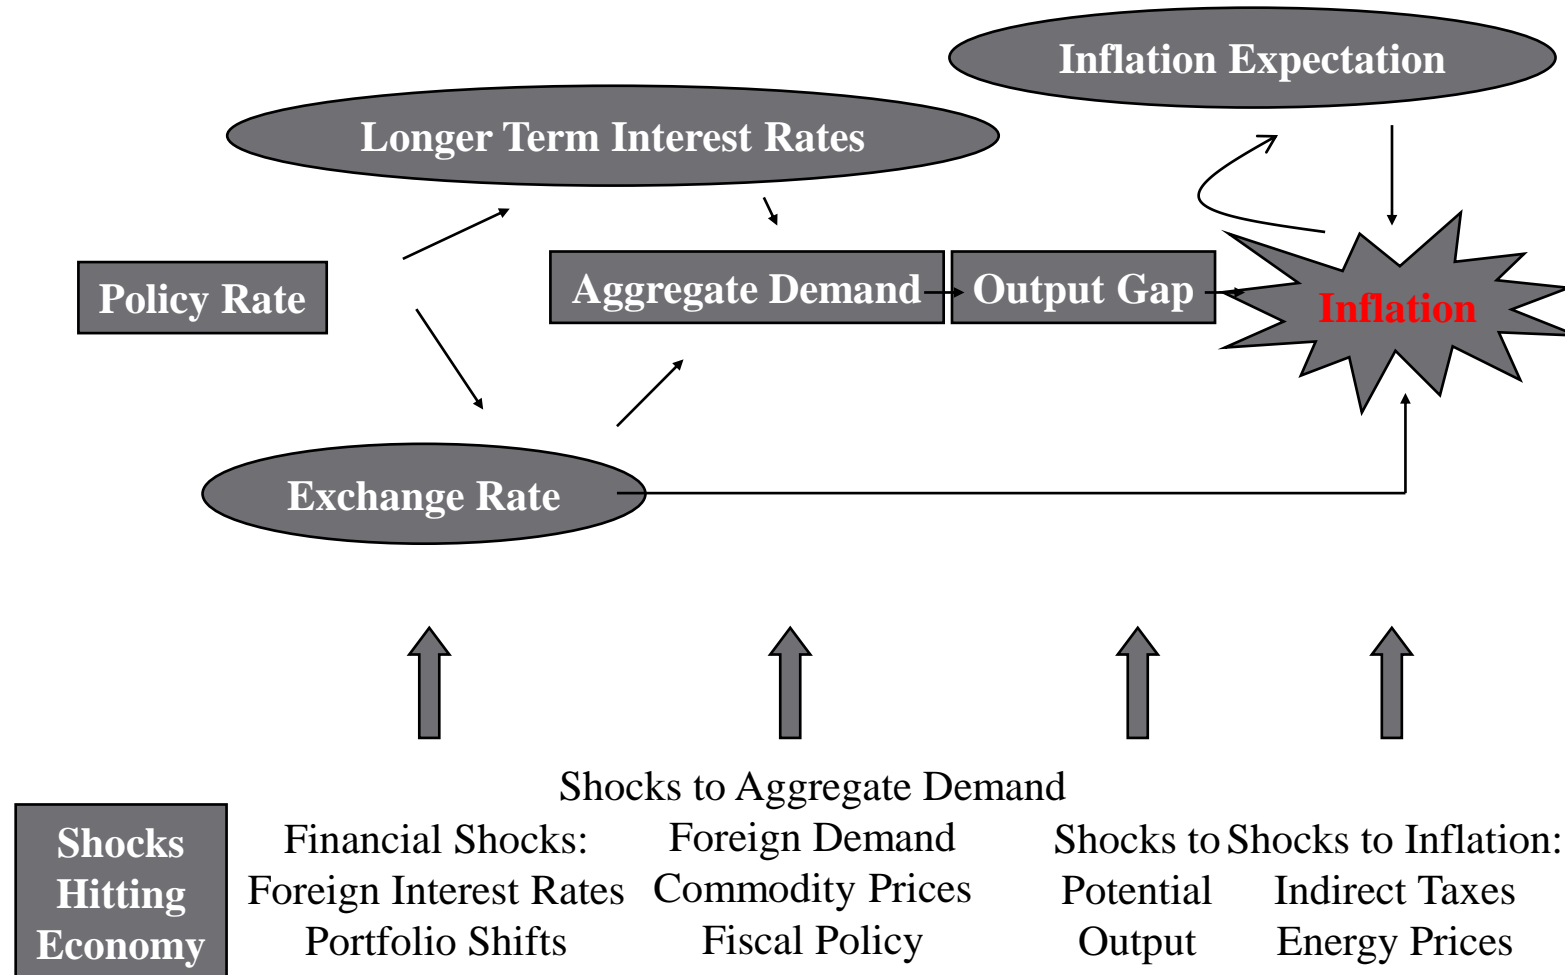 Inflation Expectation
Longer Term Interest Rates
Policy Rate
Aggregate Demand
Output Gap
Inflation
Exchange Rate
Shocks
Hitting
Economy
Financial Shocks:
Foreign Interest Rates
Portfolio Shifts
Shocks to Aggregate Demand
Foreign Demand
Commodity Prices
Fiscal Policy
Shocks to
Potential
Output
Shocks to Inflation:
Indirect Taxes
Energy Prices